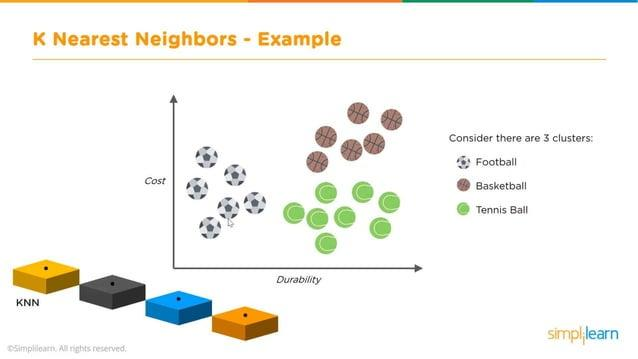 K Nearest Neighbors - Example
Consider there are 3 clusters:
Football
Basketball
Tennis Ball
Cost
Durability
KNN
©Simplilearn. All rights reserved.
simplilearn